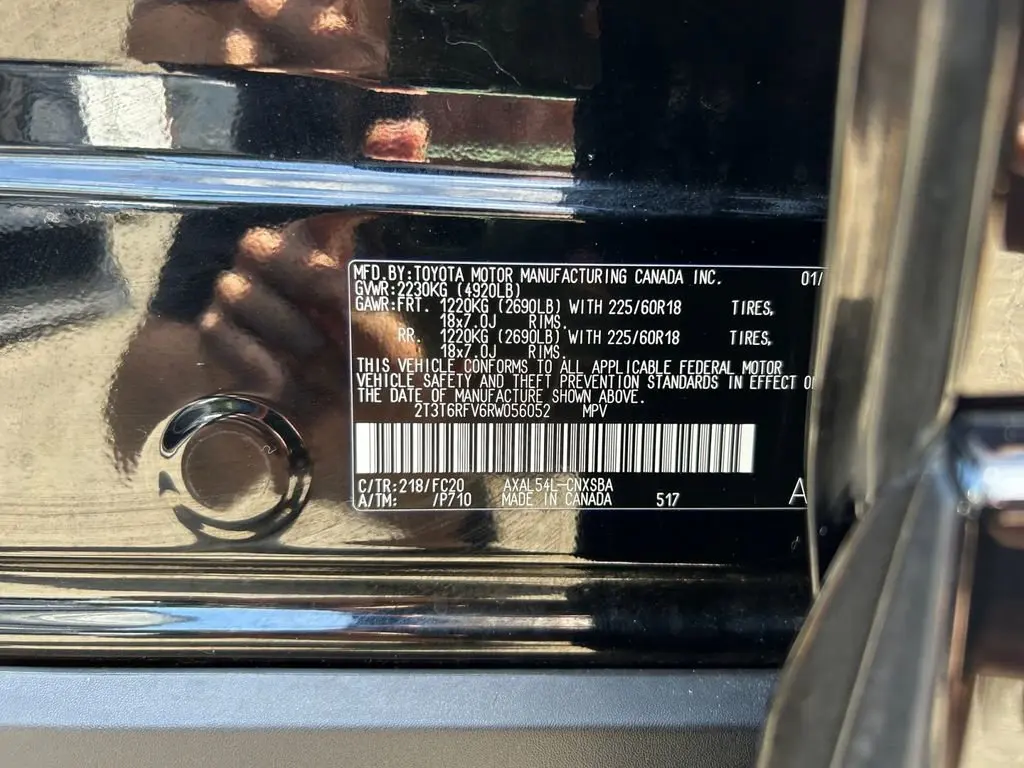 MFD.BY:TOYOTA MOTOR MANUFACTURING CANADA INC. 01/
GVWR:2230KG (4920LB)
GAWR:FRT. 1220KG (2690LB) WITH 225/60R18 TIRES,
18x7.0J RIMS.
RR. 1220KG (2690LB) WITH 225/60R18 TIRES,
18x7.0J RIMS.
THIS VEHICLE CONFORMS TO ALL APPLICABLE FEDERAL MOTOR
VEHICLE SAFETY AND THEFT PREVENTION STANDARDS IN EFFECT
THE DATE OF MANUFACTURE SHOWN ABOVE.
2T3T6RFV6RW056052 MPV
C/TR:218/FC20 AXAL54L-CNXSBA
A/TM: /P710 MADE IN CANADA 517 A